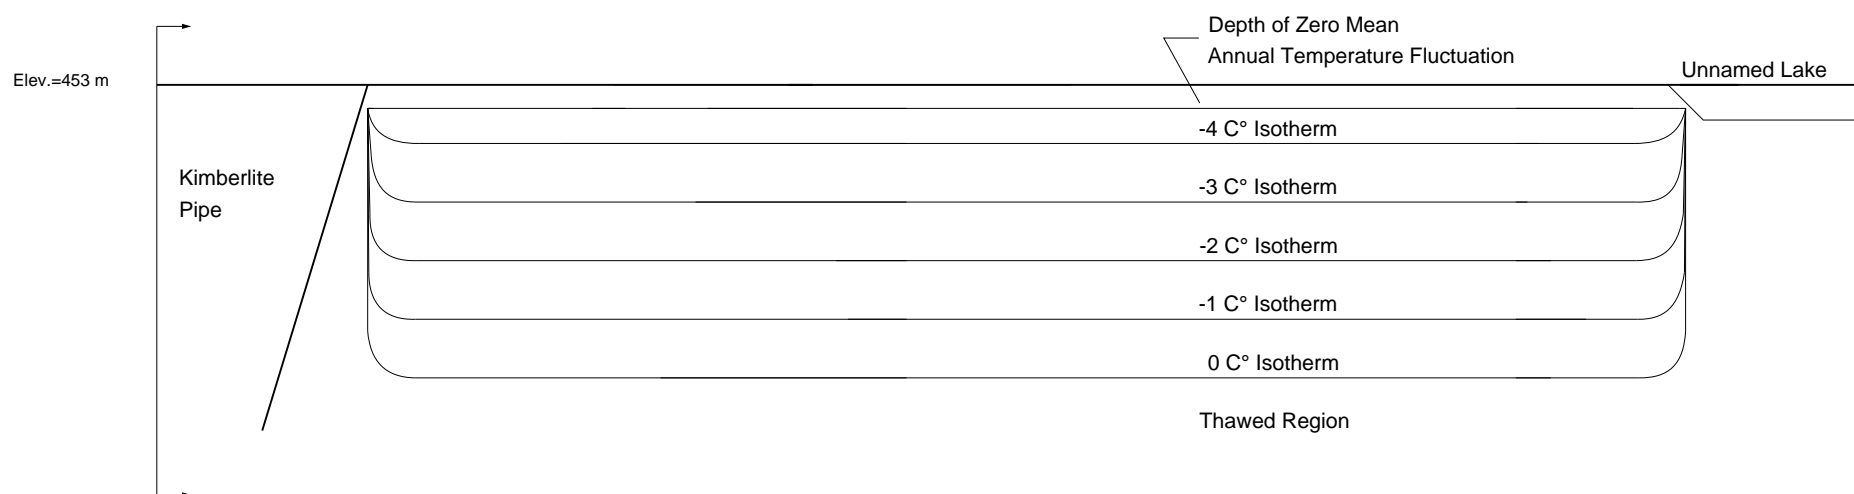 Depth of Zero Mean
Annual Temperature Fluctuation
Unnamed Lake
Elev.=453 m
-4 C° Isotherm
Kimberlite
Pipe
-3 C° Isotherm
-2 C° Isotherm
-1 C° Isotherm
0 C° Isotherm
Thawed Region